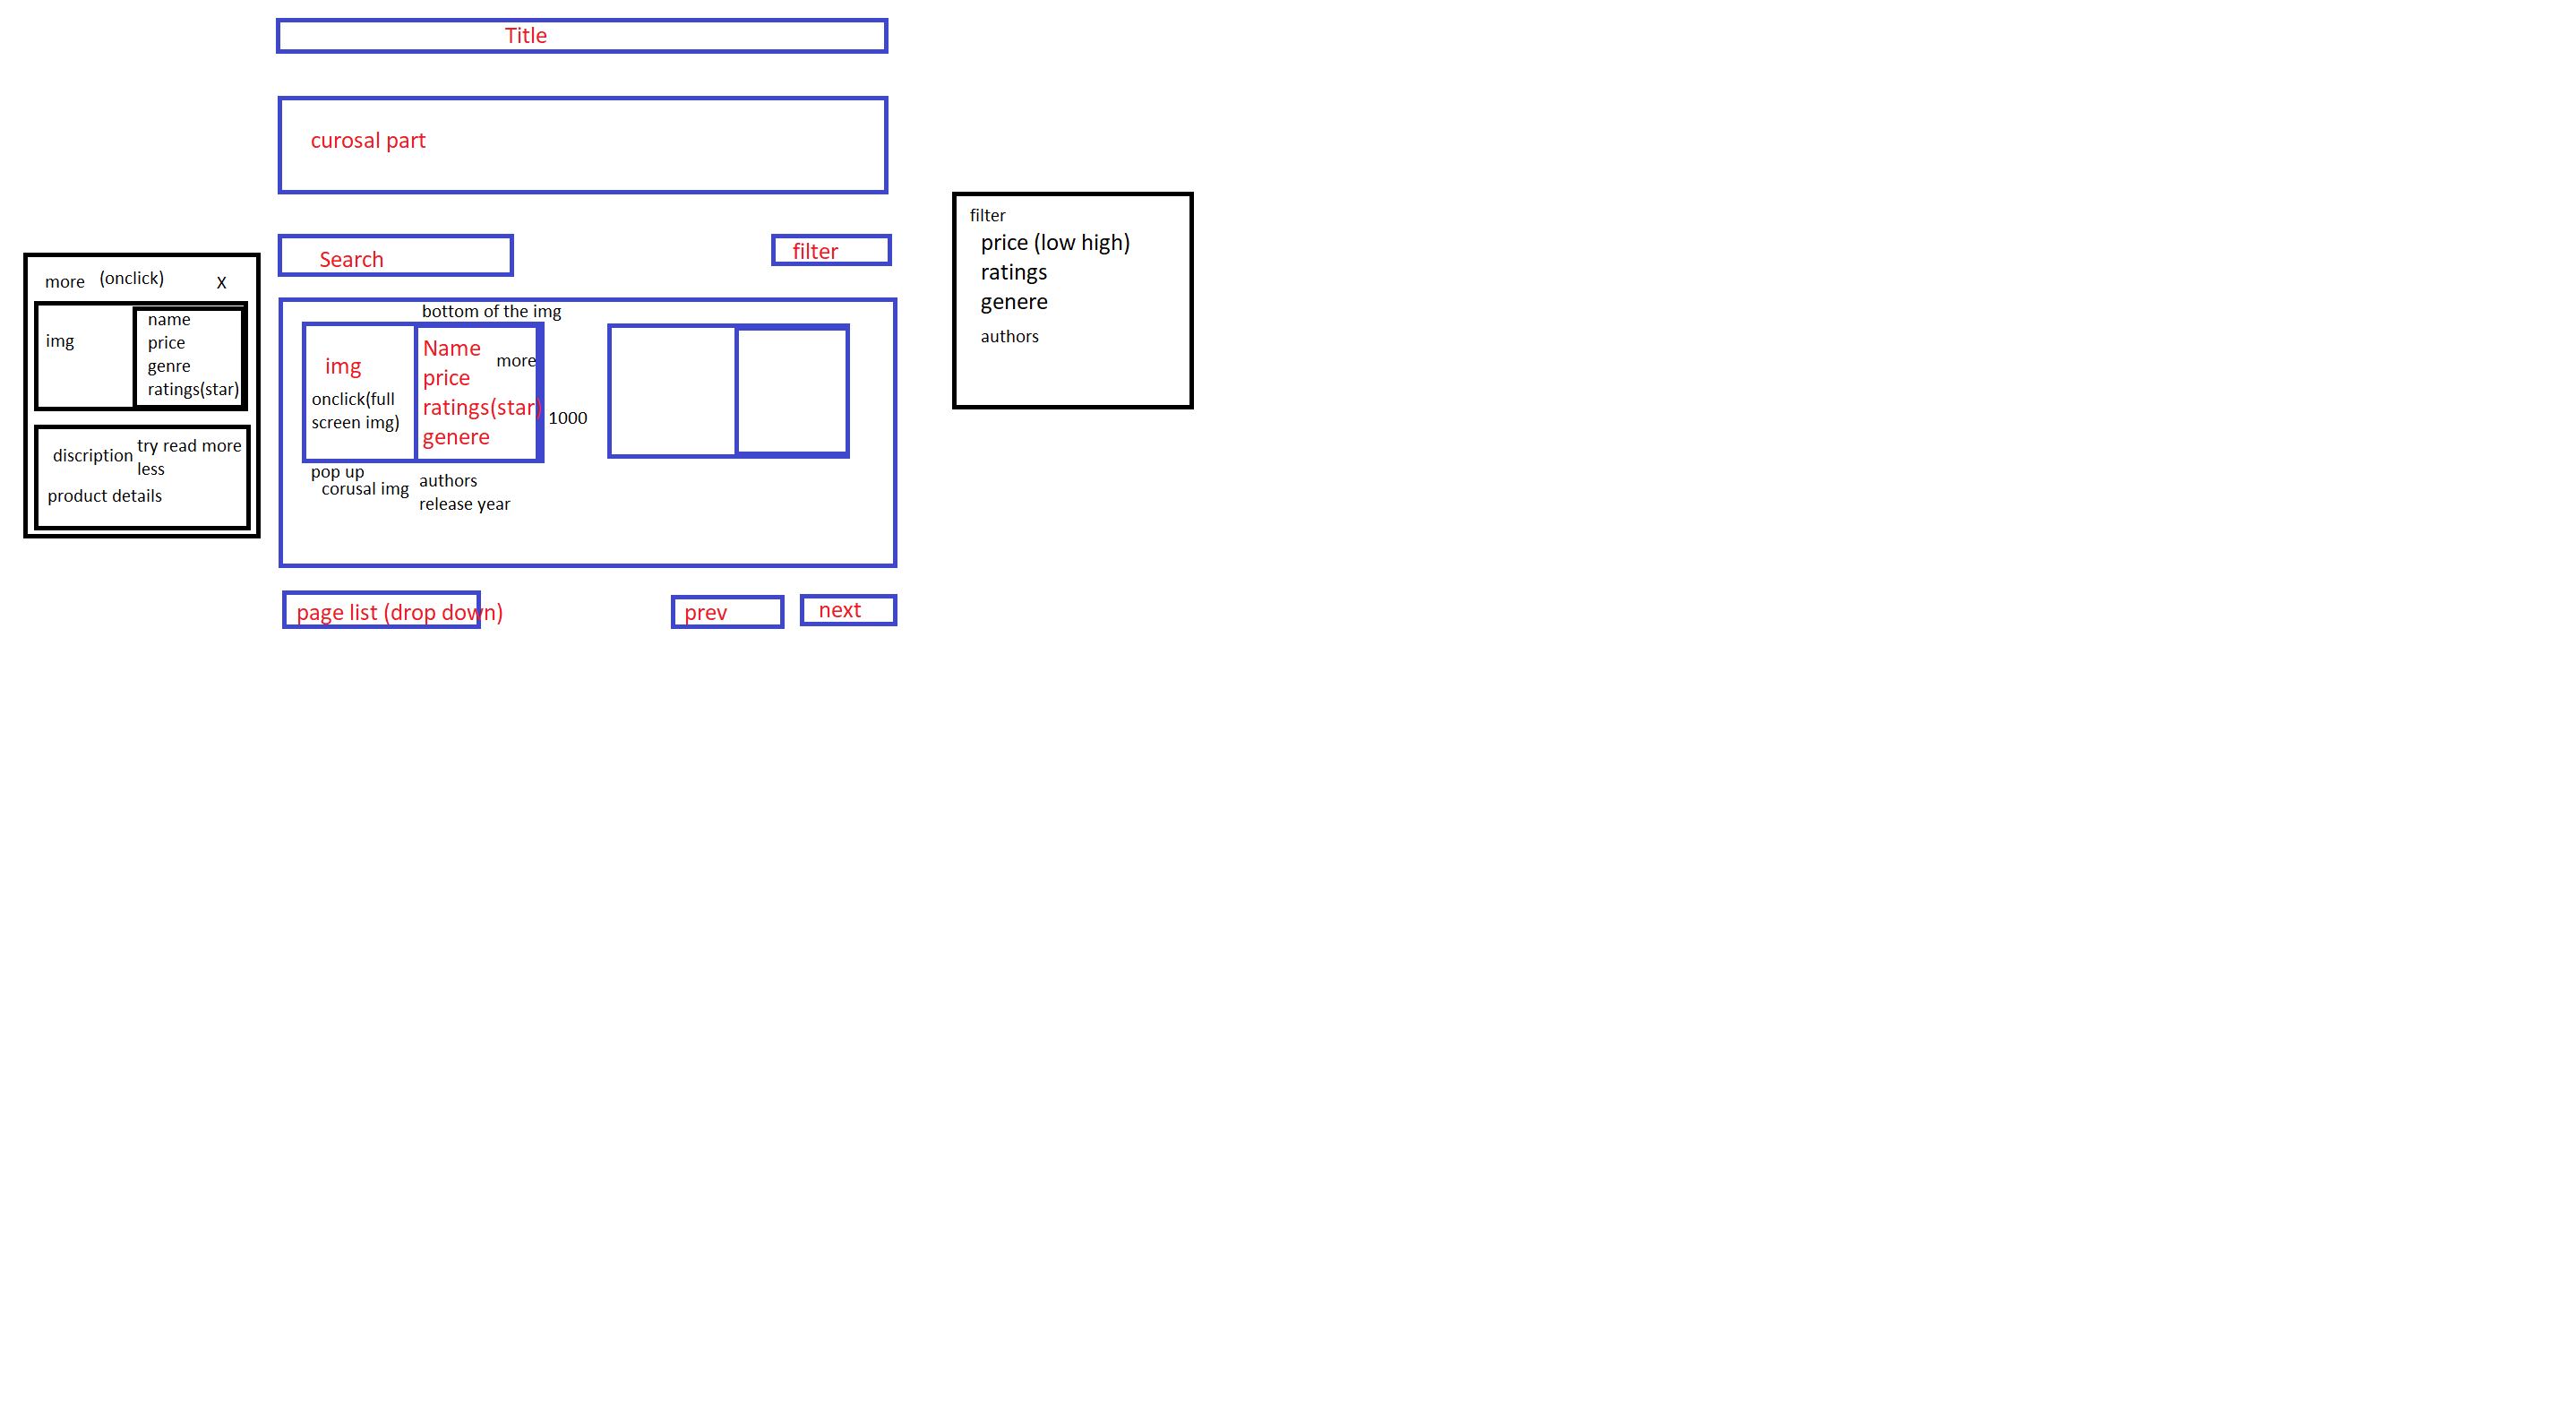 Title
curosal part
Search
filter
filter
price (low high)
ratings
genere
authors
more (onclick) X
img
name
price
genre
ratings(star)
discription try read more
less
product details
bottom of the img
img
onclick(full
screen img)
Name
more
price
ratings(star)
genere
1000
pop up
corusal img
authors
release year
page list (drop down)
prev
next